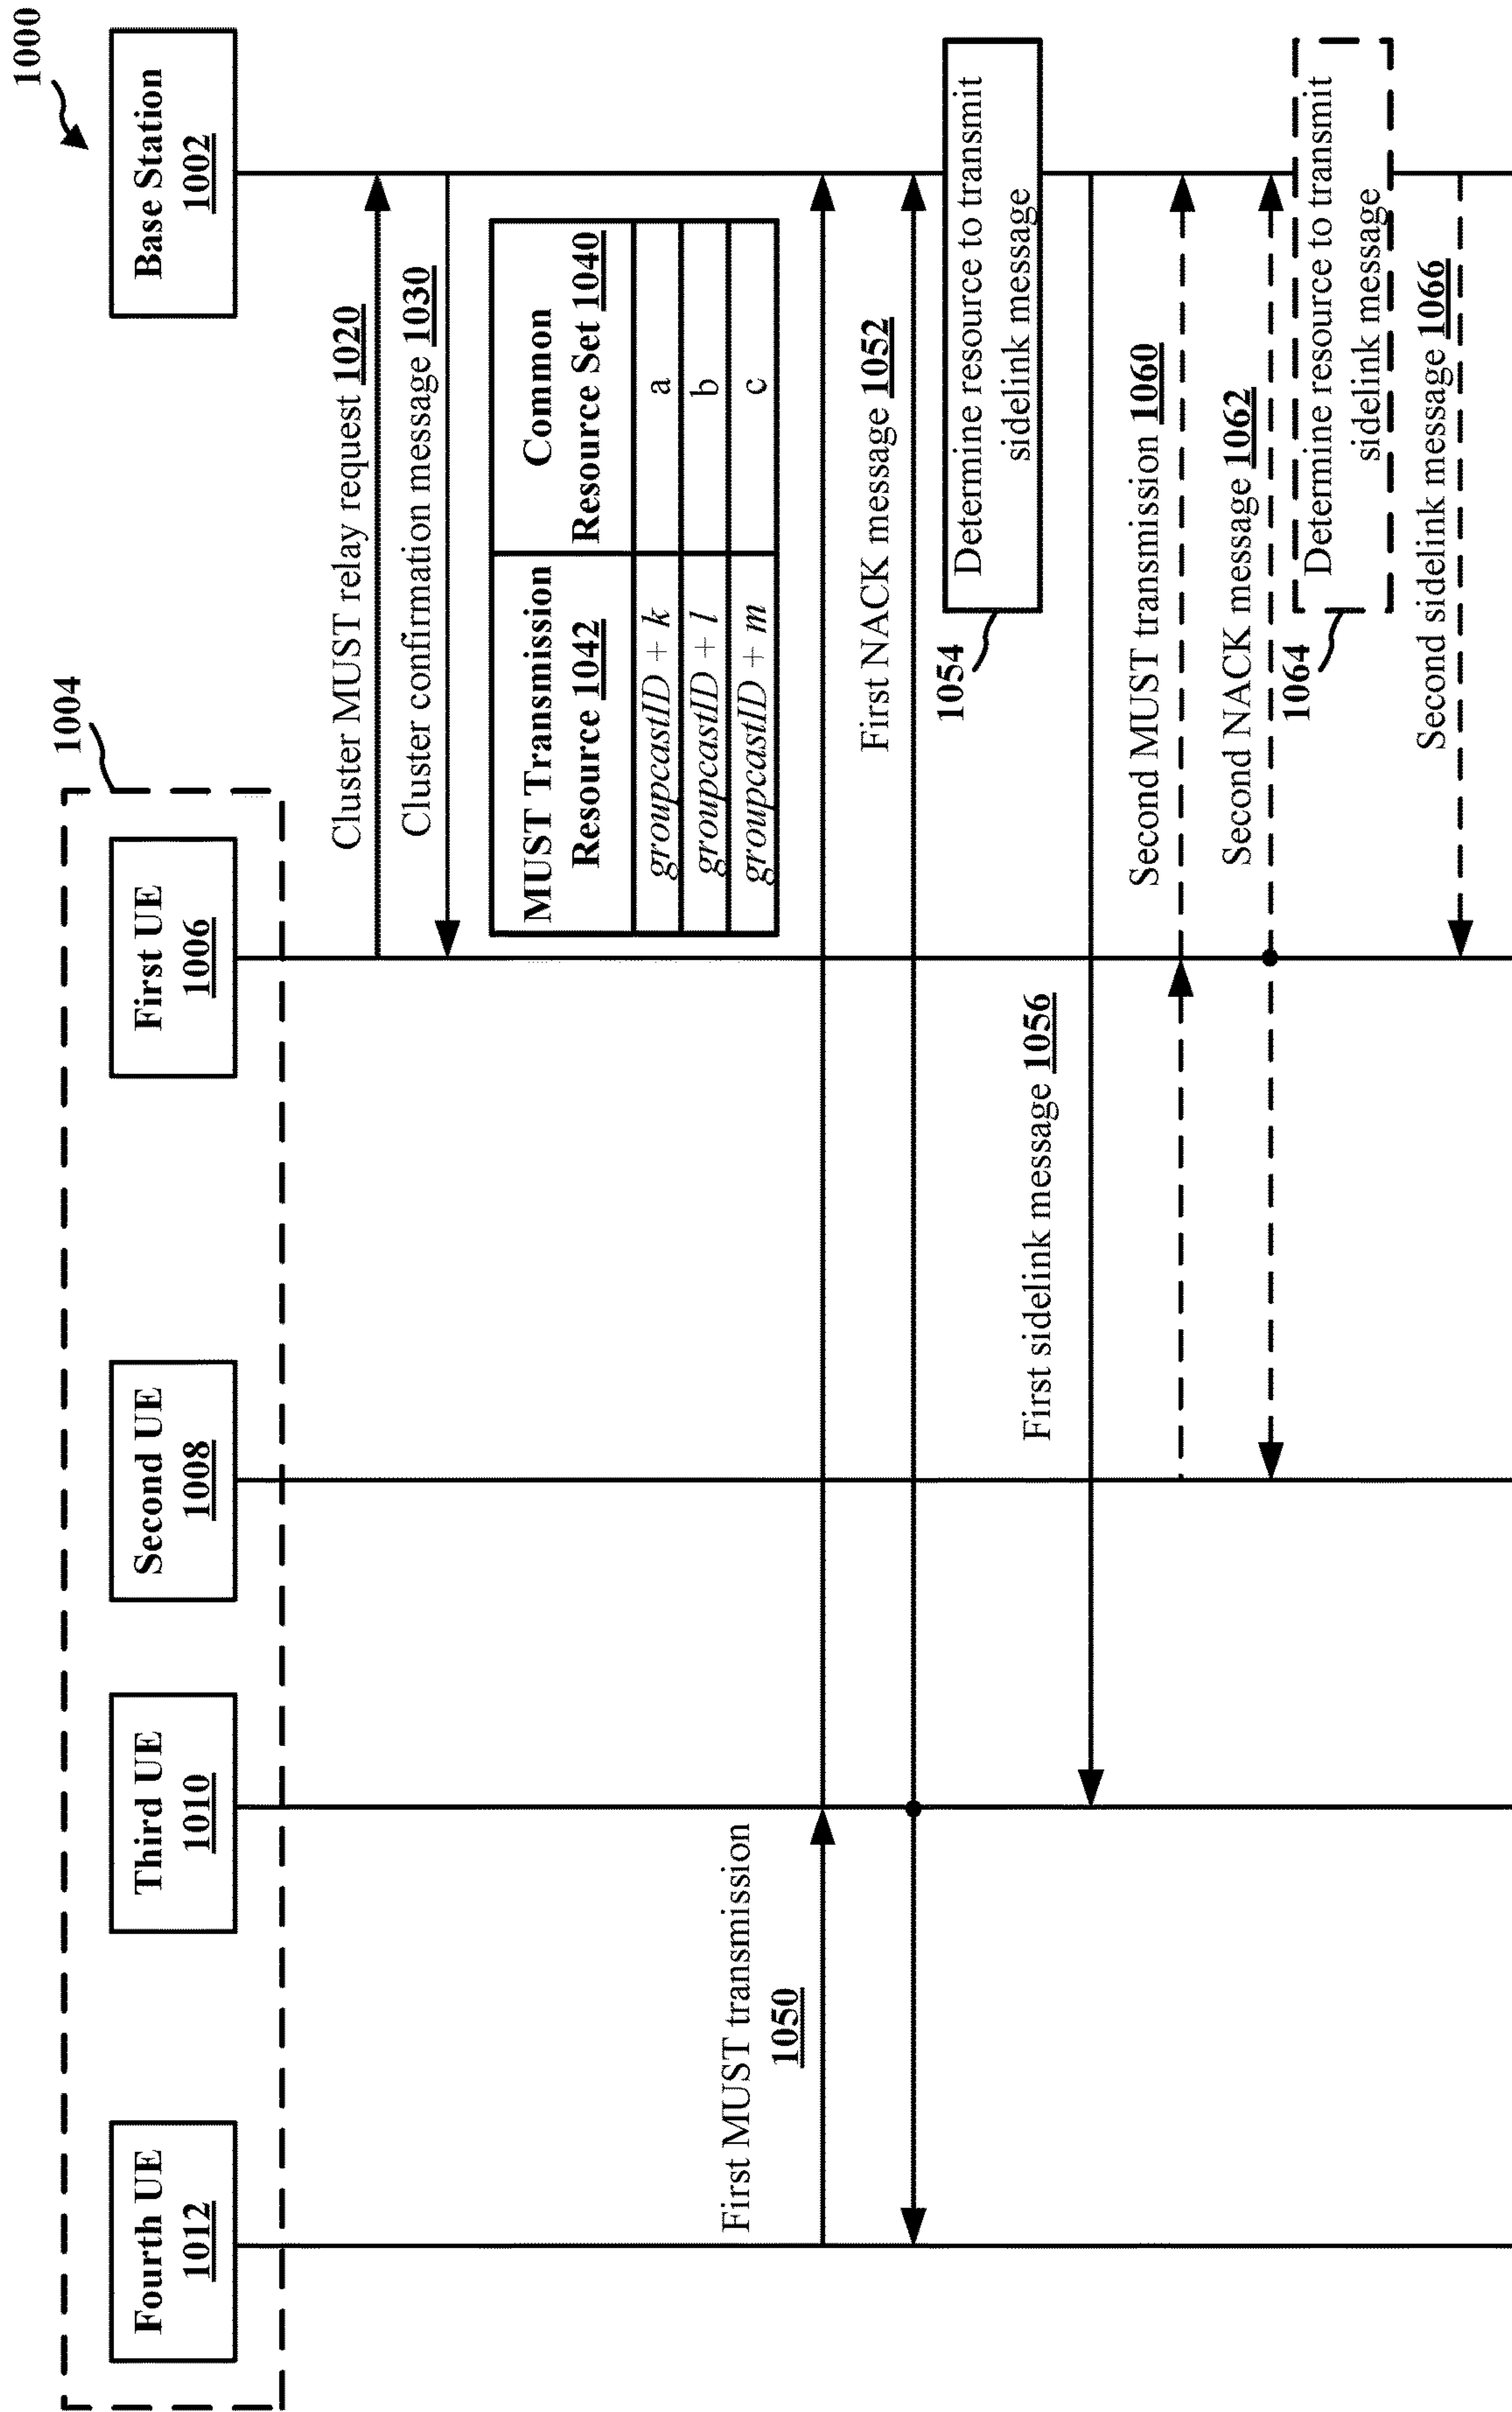 1000
1004
Fourth UE
1012
Third UE
1010
Second UE
1008
First UE
1006
Base Station
1002
Cluster MUST relay request 1020
Cluster confirmation message 1030
MUST Transmission
Resource 1042
Common
Resource Set 1040
groupcastID + k
a
groupcastID + l
b
groupcastID + m
c
First MUST transmission
1050
First NACK message 1052
Determine resource to transmit
sidelink message
1054
First sidelink message 1056
Second MUST transmission 1060
Second NACK message 1062
Determine resource to transmit
sidelink message
1064
Second sidelink message 1066